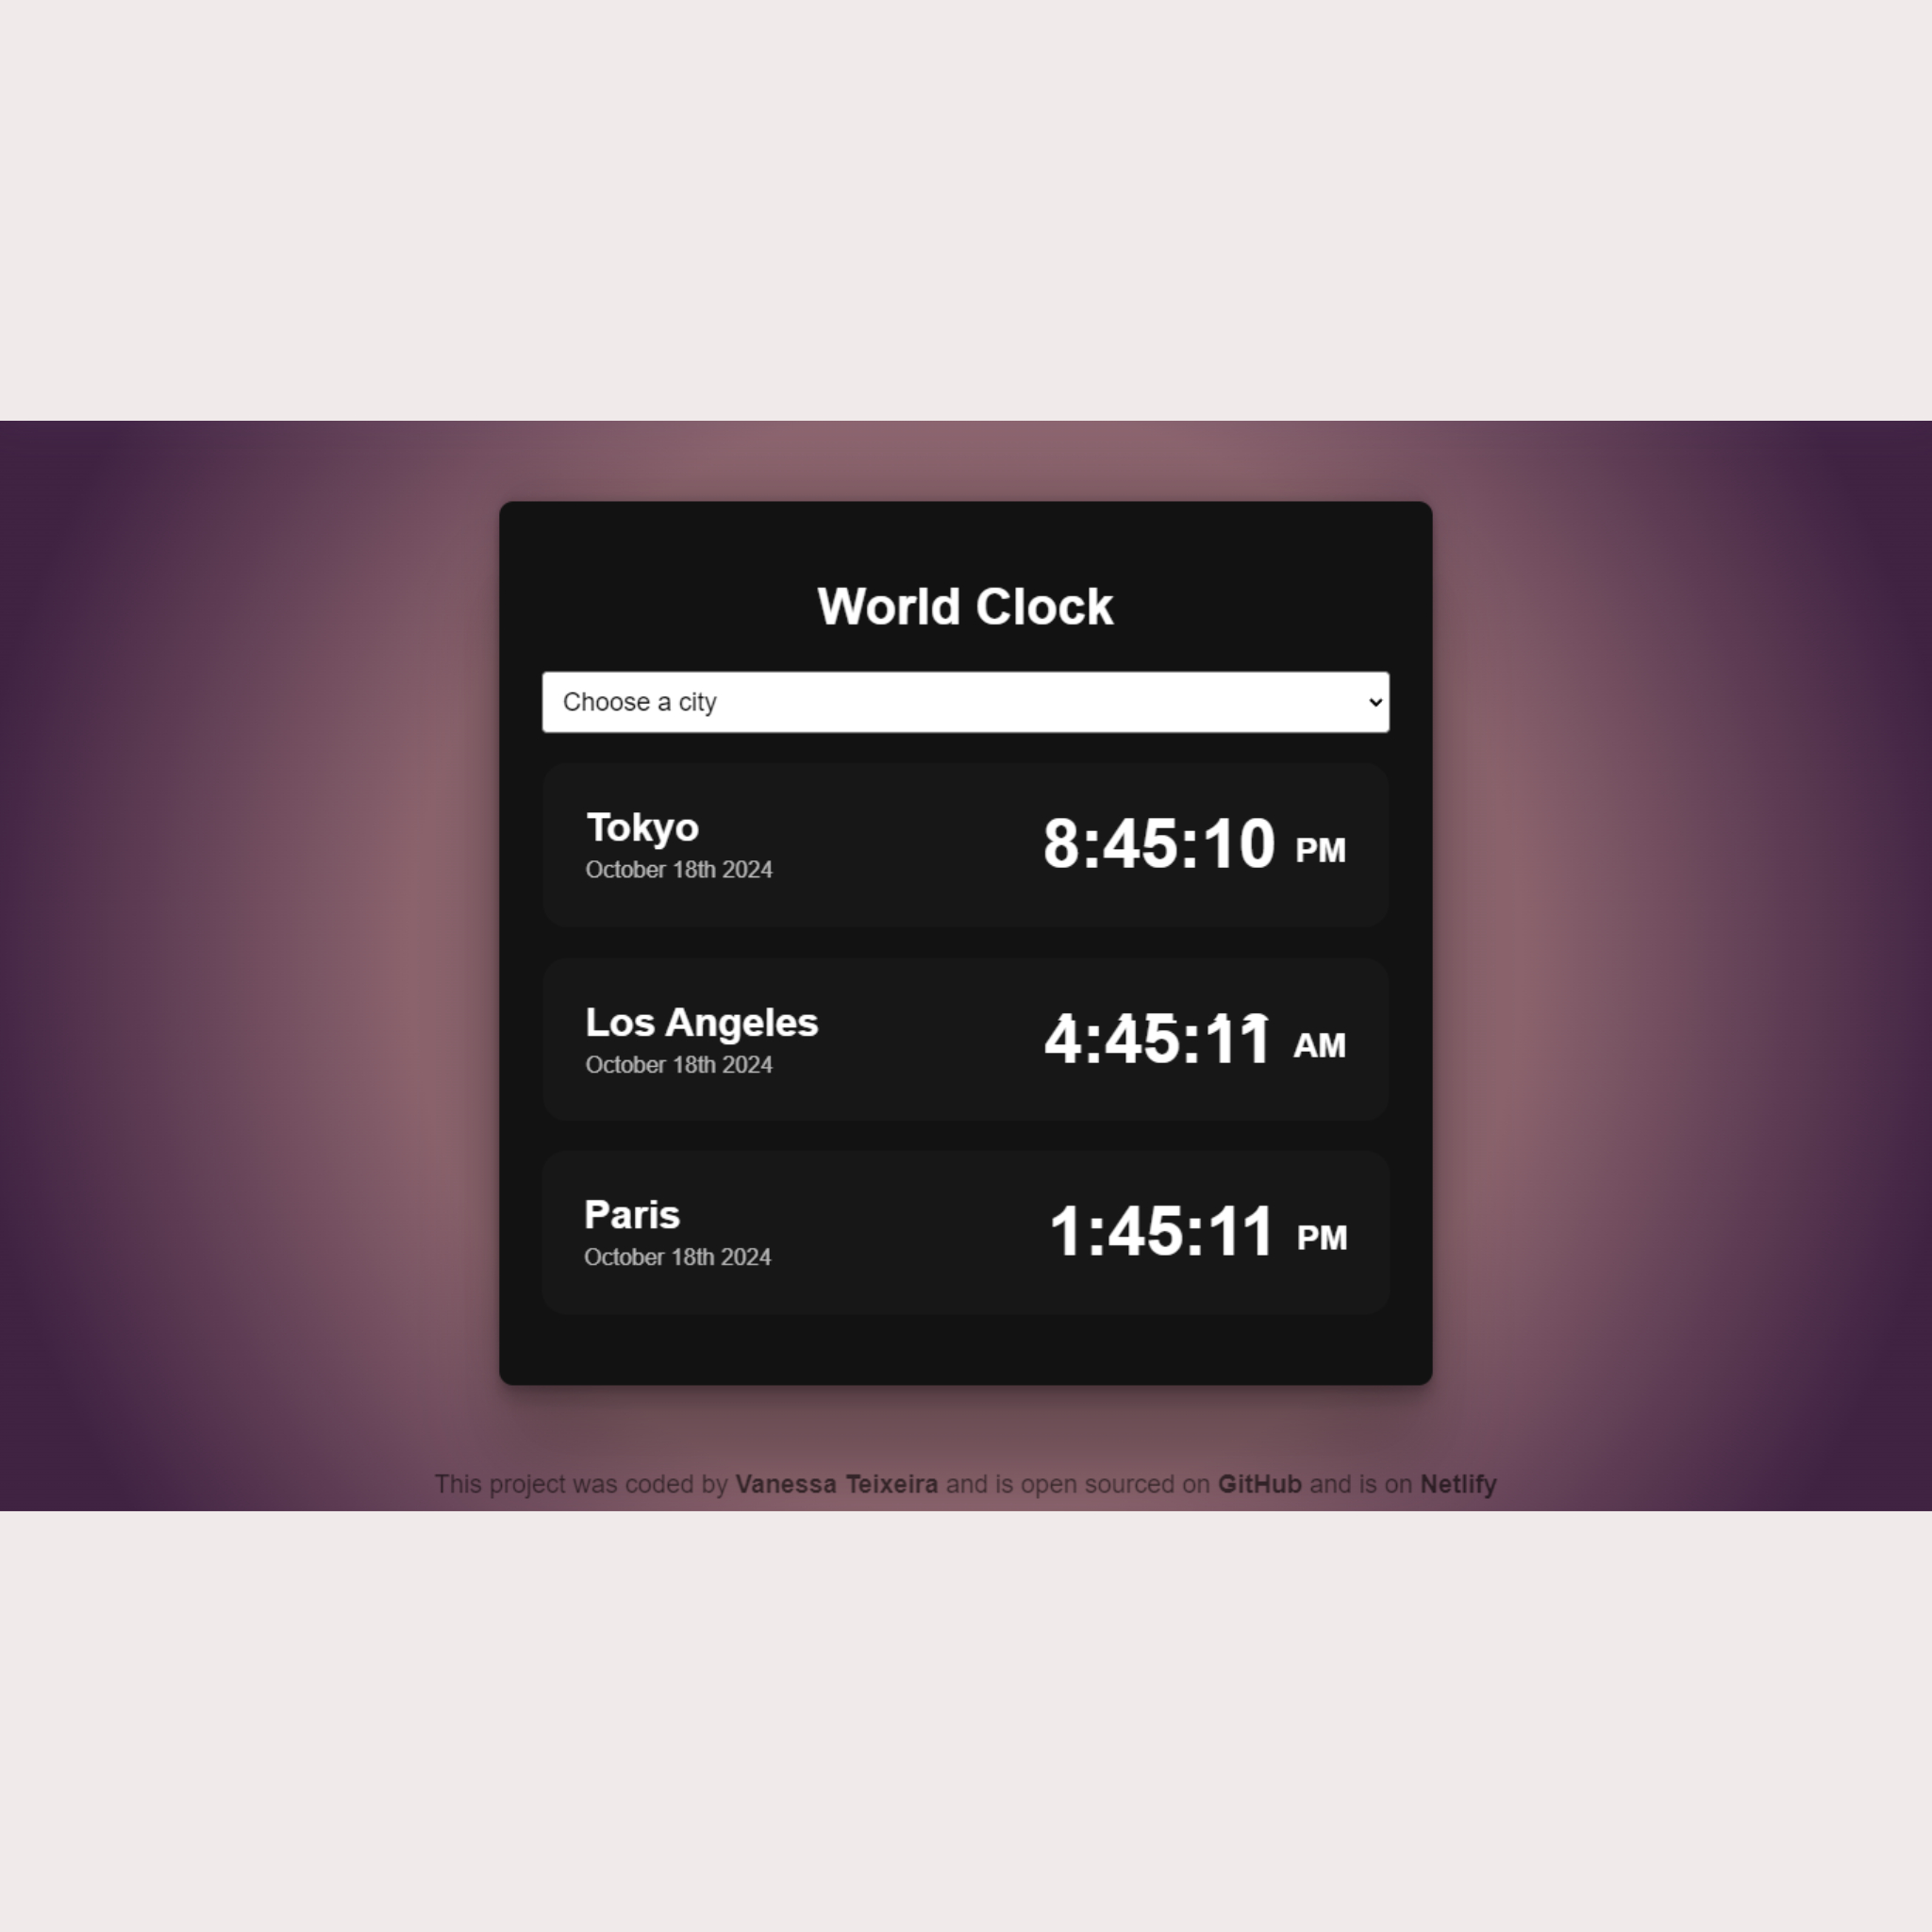 World Clock
Choose a city
Tokyo
October 18th 2024
8:45:10 PM
Los Angeles
October 18th 2024
4:45:11 AM
Paris
October 18th 2024
1:45:11 PM
This project was coded by Vanessa Teixeira and is open sourced on GitHub and is on Netlify